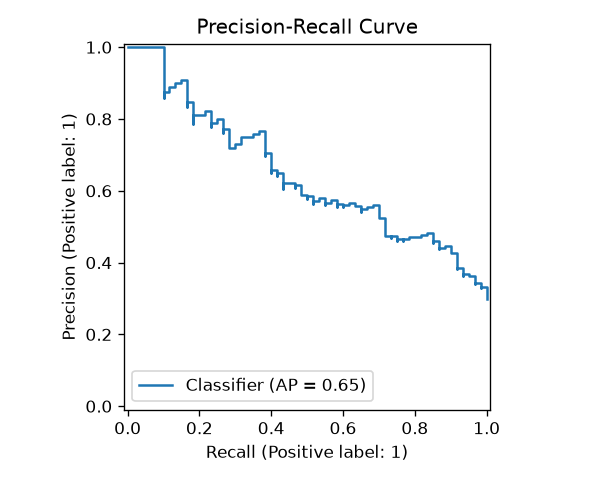 Precision-Recall Curve
1.0
0.8
0.6
0.4
0.2
0.0
Precision (Positive label: 1)
Classifier (AP = 0.65)
0.0 0.2 0.4 0.6 0.8 1.0
Recall (Positive label: 1)